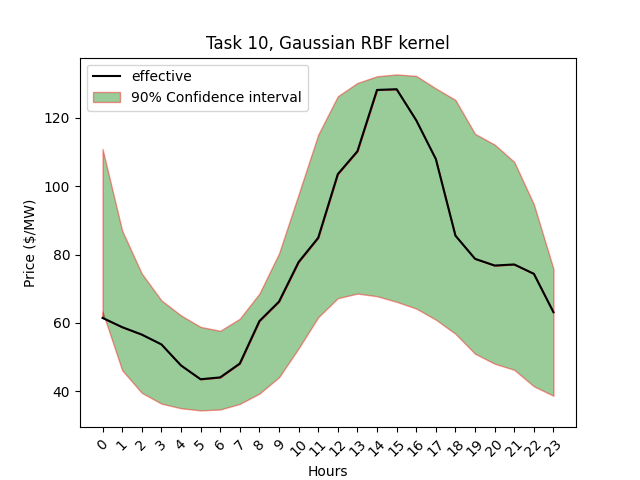 Task 10, Gaussian RBF kernel
effective
90% Confidence interval
120
100
80
60
40
Price ($/MW)
0 1 2 3 4 5 6 7 8 9 10 11 12 13 14 15 16 17 18 19 20 21 22 23
Hours